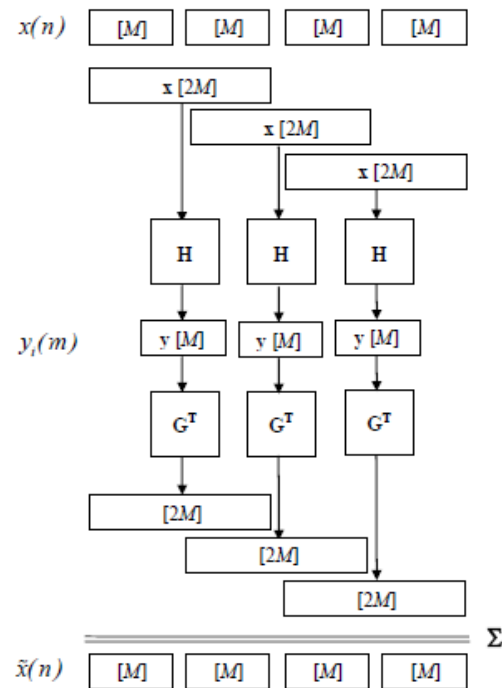 x(n) [M] [M] [M] [M]
x [2M]
x [2M]
x [2M]
H H H
y_i(m) y [M] y [M] y [M]
G^T G^T G^T
[2M]
[2M]
[2M]
Σ
x̃(n) [M] [M] [M] [M]